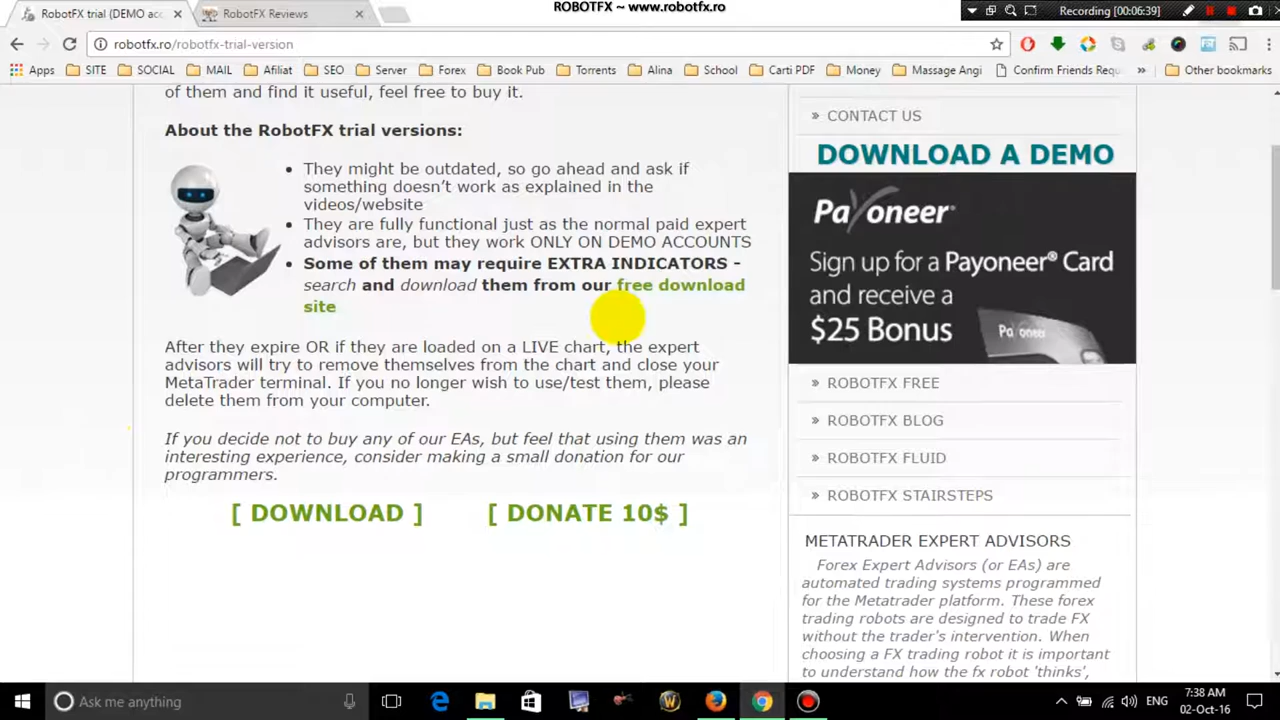 ROBOTFX ~ www.robotfx.ro
RobotFX trial (DEMO acc
RobotFX Reviews
Recording [00:06:39]
robotfx.ro/robotfx-trial-version
Apps SITE SOCIAL MAIL Afiliat SEO Server Forex Book Pub Torrents Alina School Carti PDF Money Massage Angi Confirm Friends Requ » Other bookmarks
of them and find it useful, feel free to buy it.
About the RobotFX trial versions:
• They might be outdated, so go ahead and ask if
something doesn't work as explained in the
videos/website
• They are fully functional just as the normal paid expert
advisors are, but they work ONLY ON DEMO ACCOUNTS
• Some of them may require EXTRA INDICATORS -
search and download them from our free download
site
After they expire OR if they are loaded on a LIVE chart, the expert
advisors will try to remove themselves from the chart and close your
MetaTrader terminal. If you no longer wish to use/test them, please
delete them from your computer.
If you decide not to buy any of our EAs, but feel that using them was an
interesting experience, consider making a small donation for our
programmers.
[ DOWNLOAD ] [ DONATE 10$ ]
» CONTACT US
DOWNLOAD A DEMO
Payoneer
Sign up for a Payoneer® Card
and receive a
$25 Bonus
» ROBOTFX FREE
» ROBOTFX BLOG
» ROBOTFX FLUID
» ROBOTFX STAIRSTEPS
METATRADER EXPERT ADVISORS
Forex Expert Advisors (or EAs) are
automated trading systems programmed
for the Metatrader platform. These forex
trading robots are designed to trade FX
without the trader's intervention. When
choosing a FX trading robot it is important
to understand how the fx robot 'thinks',
Ask me anything
ENG
7:38 AM
02-Oct-16